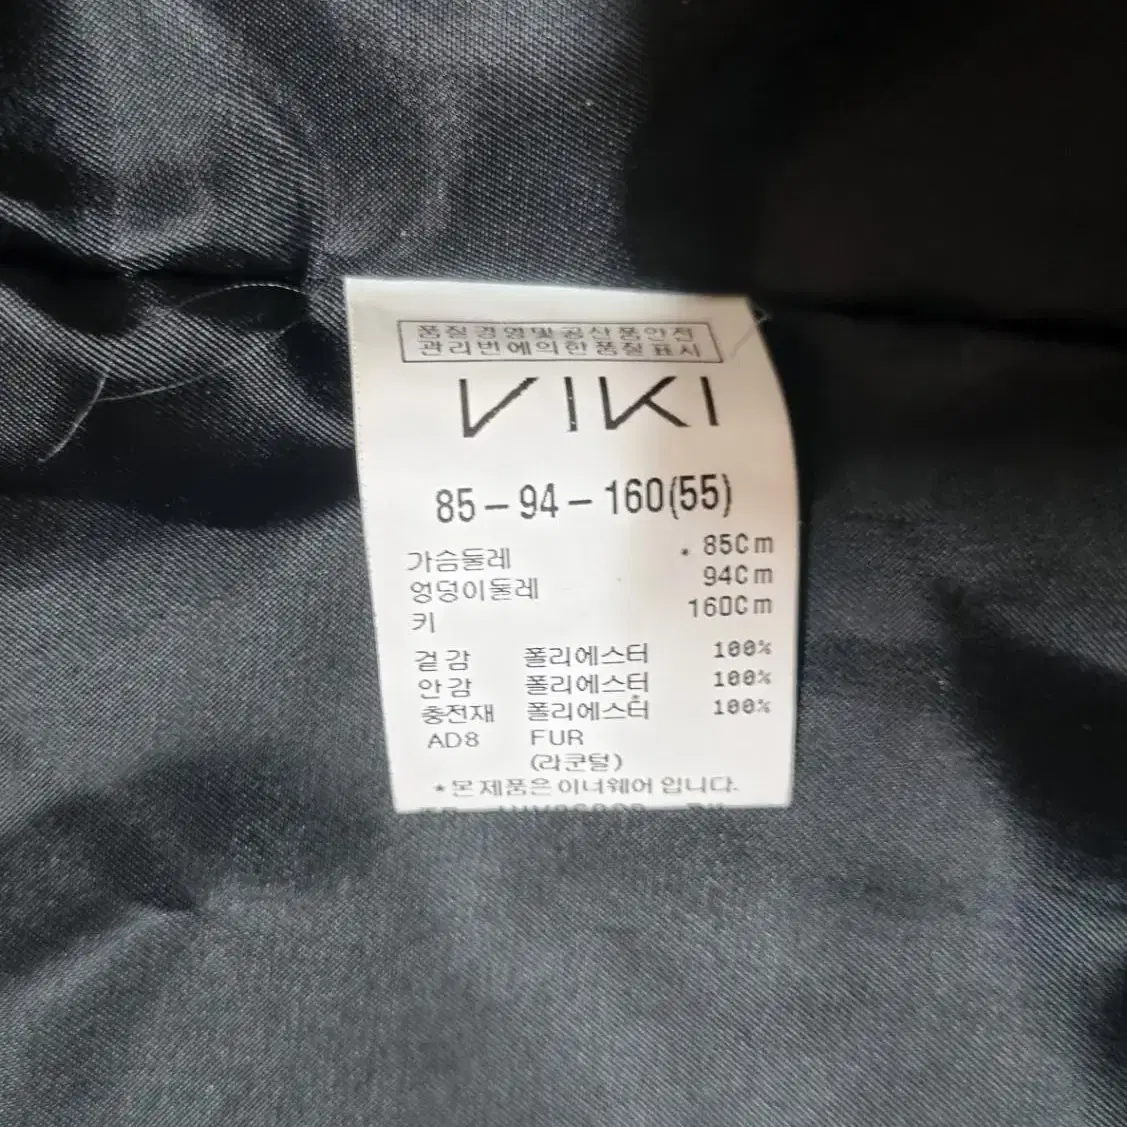 품질경영및공산품안전
관리법에의한품질표시
VIKI
85-94-160(55)
가슴둘레 85Cm
엉덩이둘레 94Cm
키 160Cm
겉감 폴리에스터 100%
안감 폴리에스터 100%
충전재 폴리에스터 100%
AD8 FUR
(라쿤털)
*본제품은 이너웨어 입니다.